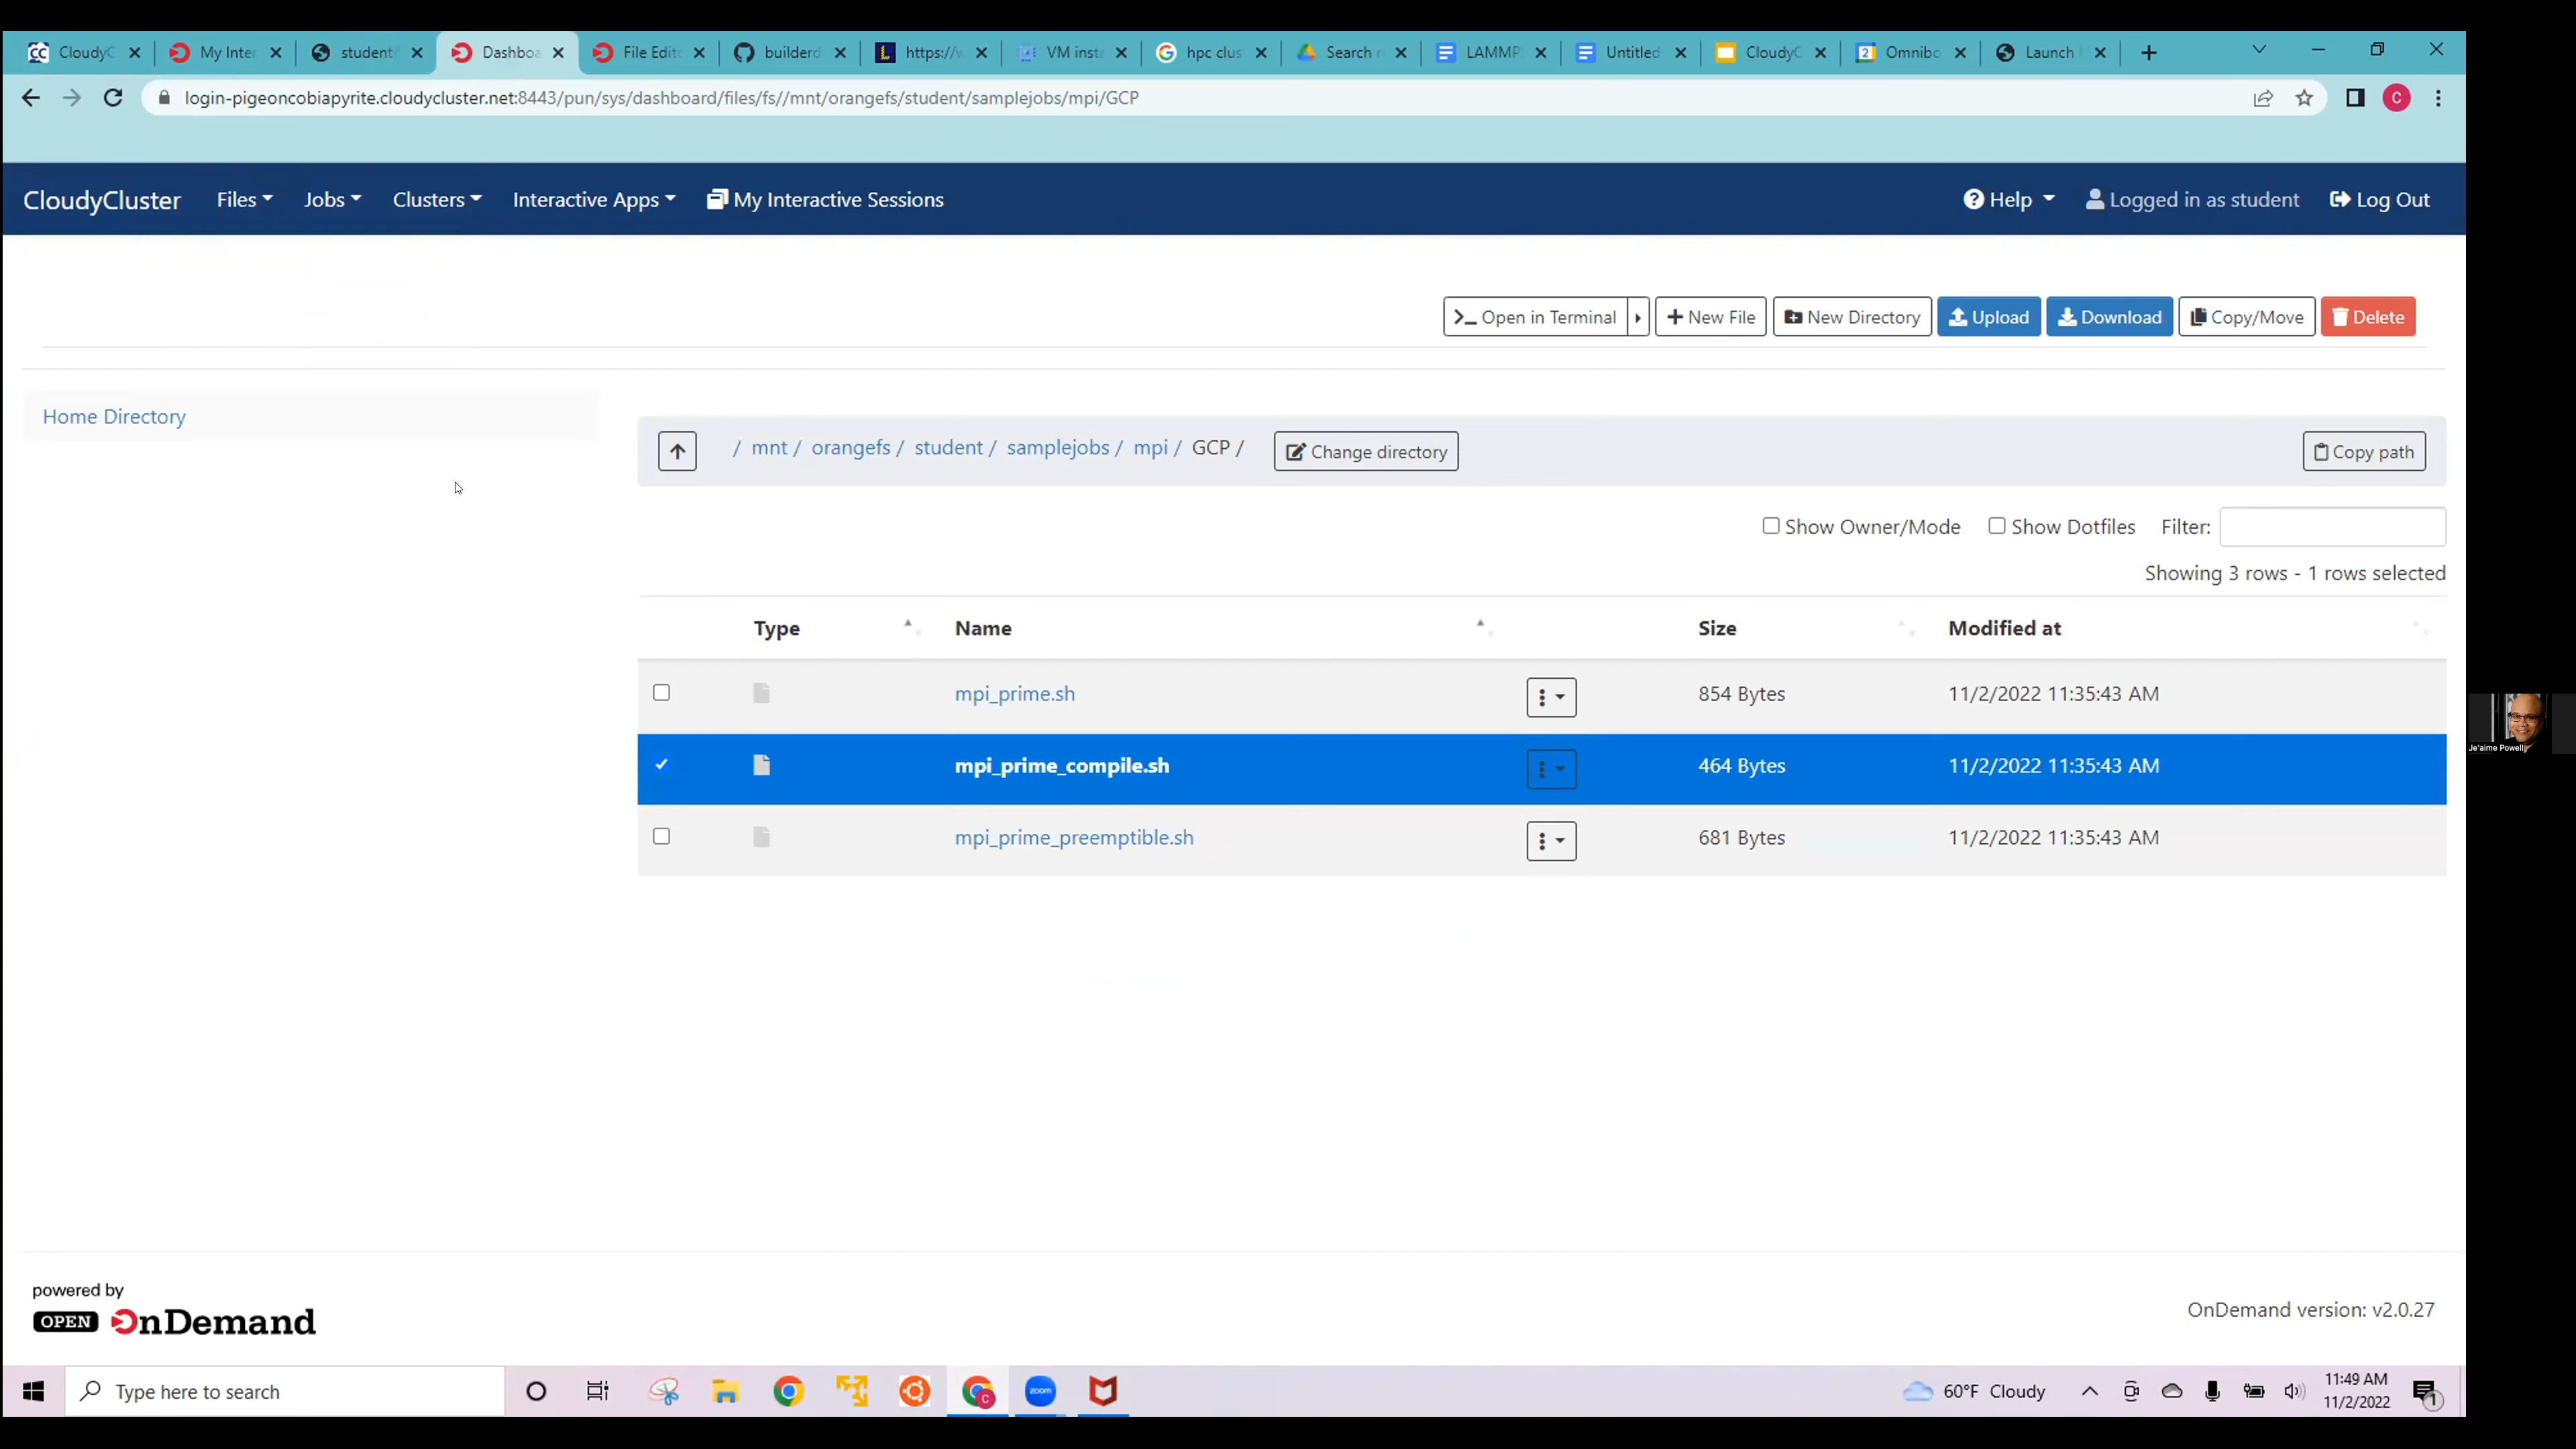 CloudyC My Inter student@ Dashboa File Edito builderd https://w VM insta hpc clus Search r LAMMP Untitled CloudyC Omnibo Launch
login-pigeoncobiapyrite.cloudycluster.net:8443/pun/sys/dashboard/files/fs//mnt/orangefs/student/samplejobs/mpi/GCP C
CloudyCluster Files Jobs Clusters Interactive Apps My Interactive Sessions Help Logged in as student Log Out
Open in Terminal New File New Directory Upload Download Copy/Move Delete
Home Directory
/ mnt / orangefs / student / samplejobs / mpi / GCP / Change directory Copy path
Show Owner/Mode Show Dotfiles Filter:
Showing 3 rows - 1 rows selected
Type Name Size Modified at
mpi_prime.sh 854 Bytes 11/2/2022 11:35:43 AM
mpi_prime_compile.sh 464 Bytes 11/2/2022 11:35:43 AM
mpi_prime_preemptible.sh 681 Bytes 11/2/2022 11:35:43 AM
Je'aime Powell
powered by
OPEN OnDemand
OnDemand version: v2.0.27
Type here to search zoom 60°F Cloudy 11:49 AM
11/2/2022 1